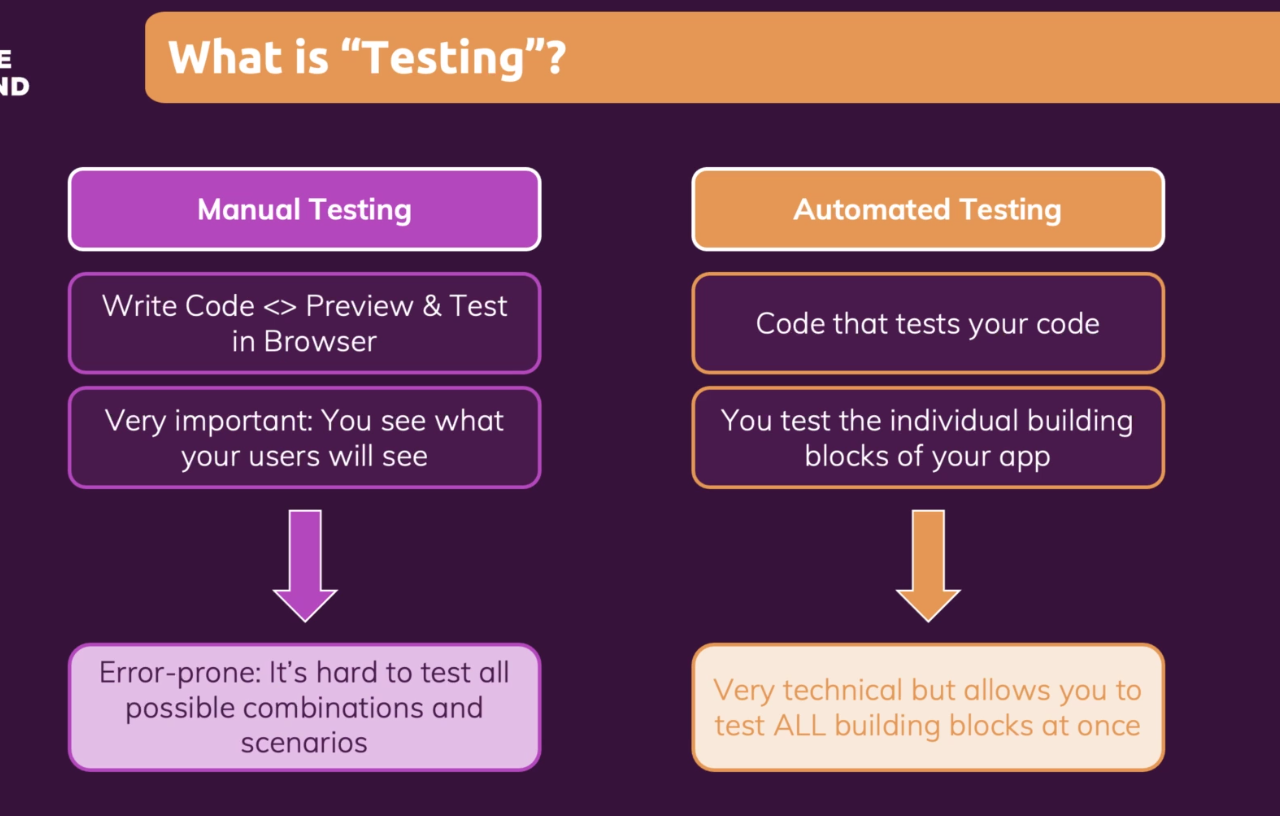 What is “Testing”?
Manual Testing
Write Code <> Preview & Test
in Browser
Very important: You see what
your users will see
Error-prone: It’s hard to test all
possible combinations and
scenarios
Automated Testing
Code that tests your code
You test the individual building
blocks of your app
Very technical but allows you to
test ALL building blocks at once